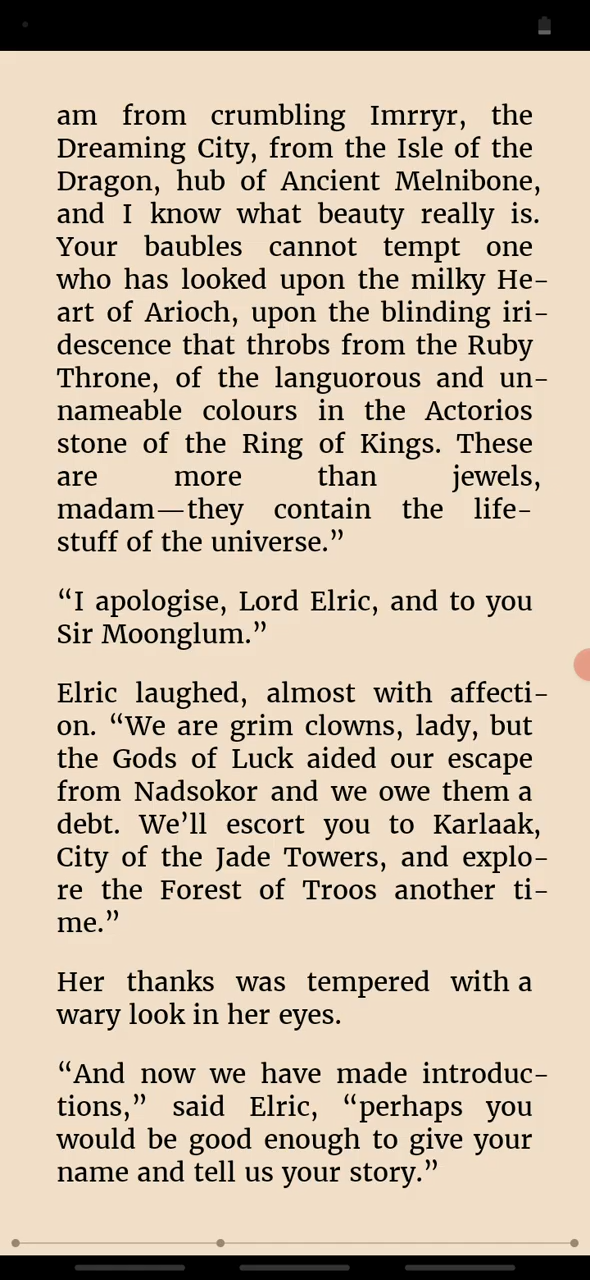 am from crumbling Imrryr, the
Dreaming City, from the Isle of the
Dragon, hub of Ancient Melnibone,
and I know what beauty really is.
Your baubles cannot tempt one
who has looked upon the milky He-
art of Arioch, upon the blinding iri-
descence that throbs from the Ruby
Throne, of the languorous and un-
nameable colours in the Actorios
stone of the Ring of Kings. These
are more than jewels,
madam—they contain the life-
stuff of the universe.”
“I apologise, Lord Elric, and to you
Sir Moonglum.”
Elric laughed, almost with affecti-
on. “We are grim clowns, lady, but
the Gods of Luck aided our escape
from Nadsokor and we owe them a
debt. We’ll escort you to Karlaak,
City of the Jade Towers, and explo-
re the Forest of Troos another ti-
me.”
Her thanks was tempered with a
wary look in her eyes.
“And now we have made introduc-
tions,” said Elric, “perhaps you
would be good enough to give your
name and tell us your story.”